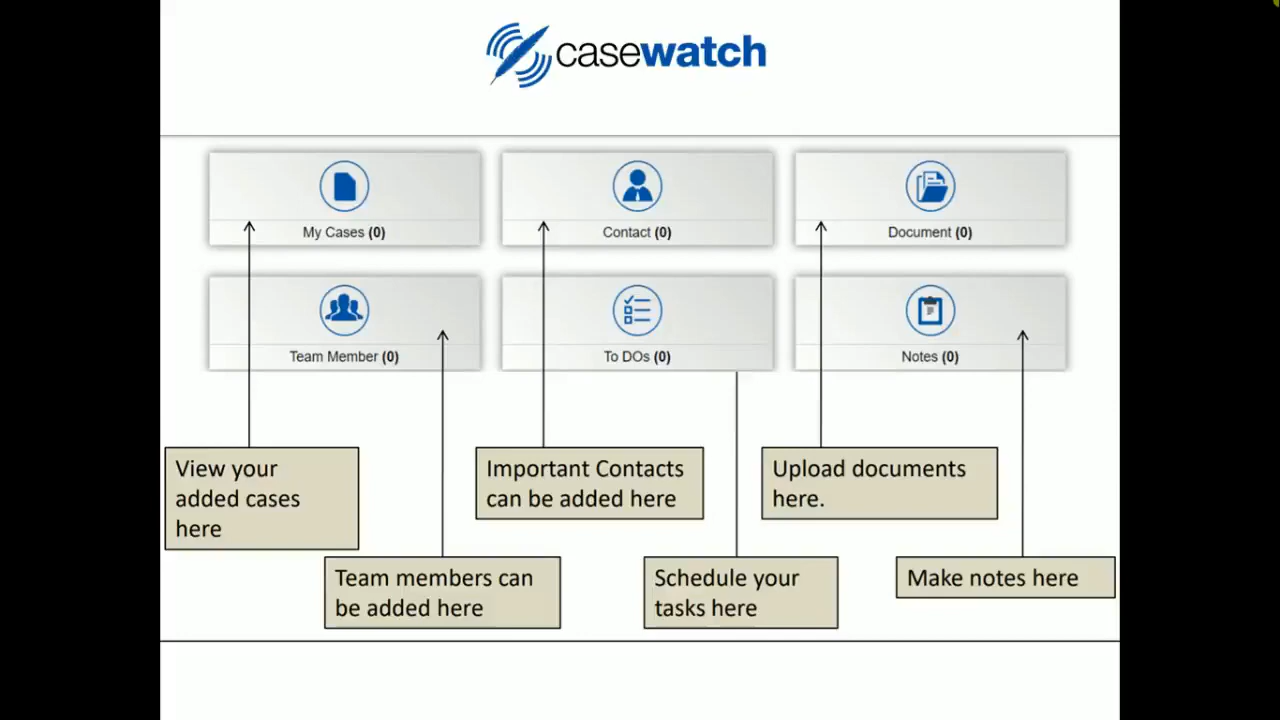 casewatch
My Cases (0)
Contact (0)
Document (0)
Team Member (0)
To DOs (0)
Notes (0)
View your
added cases
here
Important Contacts
can be added here
Upload documents
here.
Team members can
be added here
Schedule your
tasks here
Make notes here